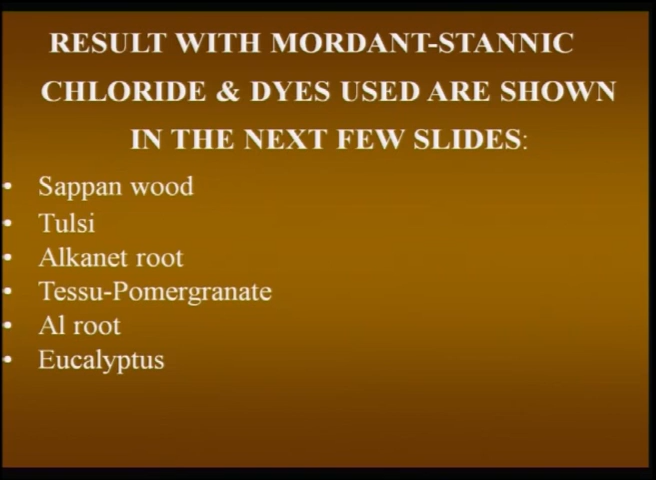 RESULT WITH MORDANT-STANNIC
CHLORIDE & DYES USED ARE SHOWN
IN THE NEXT FEW SLIDES:
• Sappan wood
• Tulsi
• Alkanet root
• Tessu-Pomergranate
• Al root
• Eucalyptus